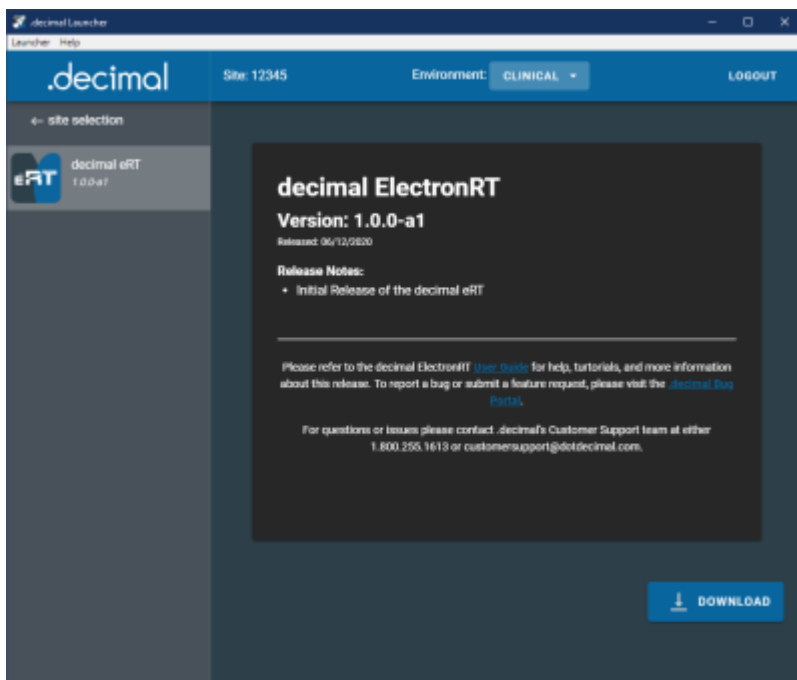 .decimal Launcher
Launcher Help
.decimal
Site: 12345
Environment: CLINICAL
LOGOUT
← site selection
eRT
decimal eRT
1.0.0-a1
decimal ElectronRT
Version: 1.0.0-a1
Released: 06/12/2020
Release Notes:
• Initial Release of the decimal eRT
Please refer to the decimal ElectronRT User Guide for help, turtorials, and more information
about this release. To report a bug or submit a feature request, please visit the .decimal Bug
Portal.
For questions or issues please contact .decimal's Customer Support team at either
1.800.255.1613 or customersupport@dotdecimal.com.
DOWNLOAD